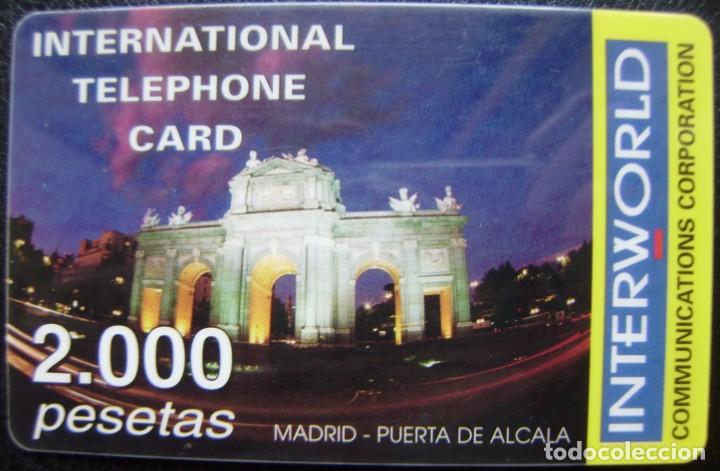 INTERNATIONAL
TELEPHONE
CARD
2.000
pesetas
MADRID - PUERTA DE ALCALA
INTERWORLD
COMMUNICATIONS CORPORATION
todocoleccion